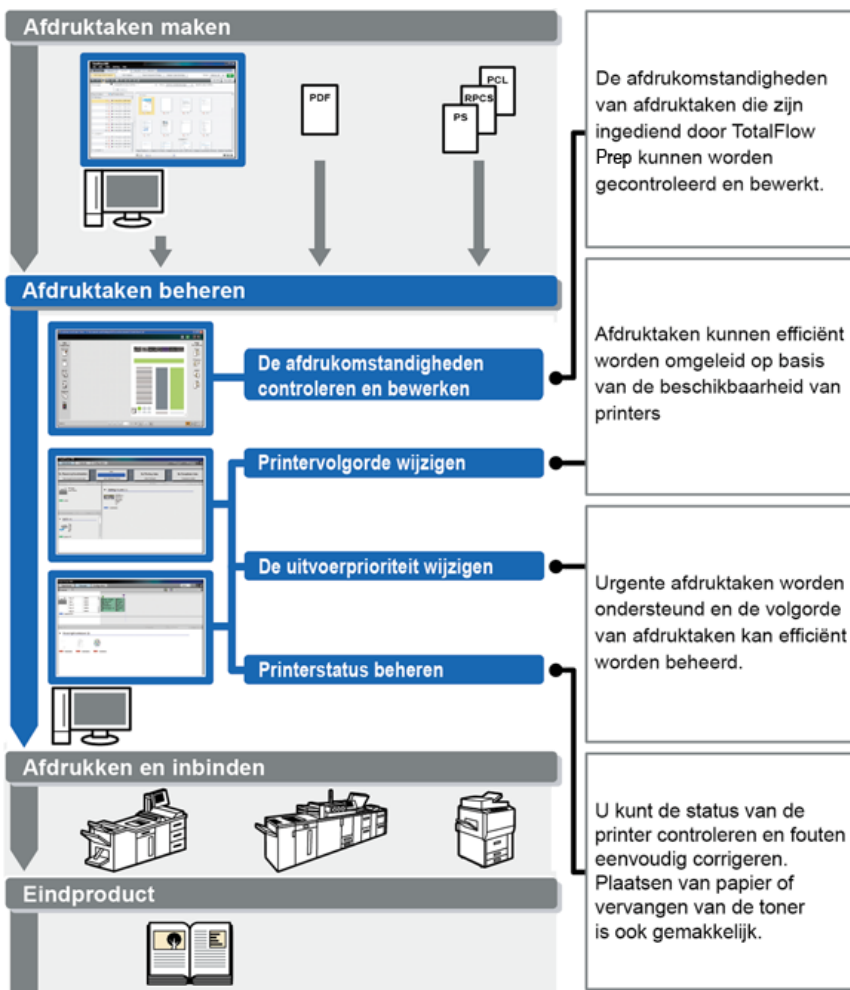 Afdruktaken maken
PDF
PCL
RPCS
PS
De afdrukomstandigheden
van afdruktaken die zijn
ingediend door TotalFlow
Prep kunnen worden
gecontroleerd en bewerkt.
Afdruktaken beheren
De afdrukomstandigheden
controleren en bewerken
Afdruktaken kunnen efficiënt
worden omgeleid op basis
van de beschikbaarheid van
printers
Printervolgorde wijzigen
De uitvoerprioriteit wijzigen
Urgente afdruktaken worden
ondersteund en de volgorde
van afdruktaken kan efficiënt
worden beheerd.
Printerstatus beheren
Afdrukken en inbinden
U kunt de status van de
printer controleren en fouten
eenvoudig corrigeren.
Plaatsen van papier of
vervangen van de toner
is ook gemakkelijk.
Eindproduct